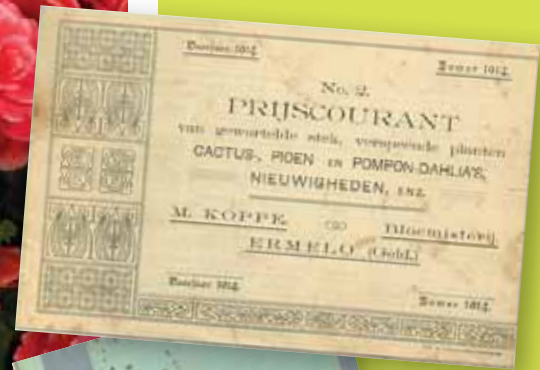 Voorjaar 1914. Zomer 1914.
No. 2.
PRIJSCOURANT
van gewortelde stek, verspeende planten
CACTUS-, PIOEN EN POMPON-DAHLIA'S,
NIEUWIGHEDEN, ENZ.
M. KOPPE Bloemisterij
ERMELO (Geld.)
Voorjaar 1914. Zomer 1914.